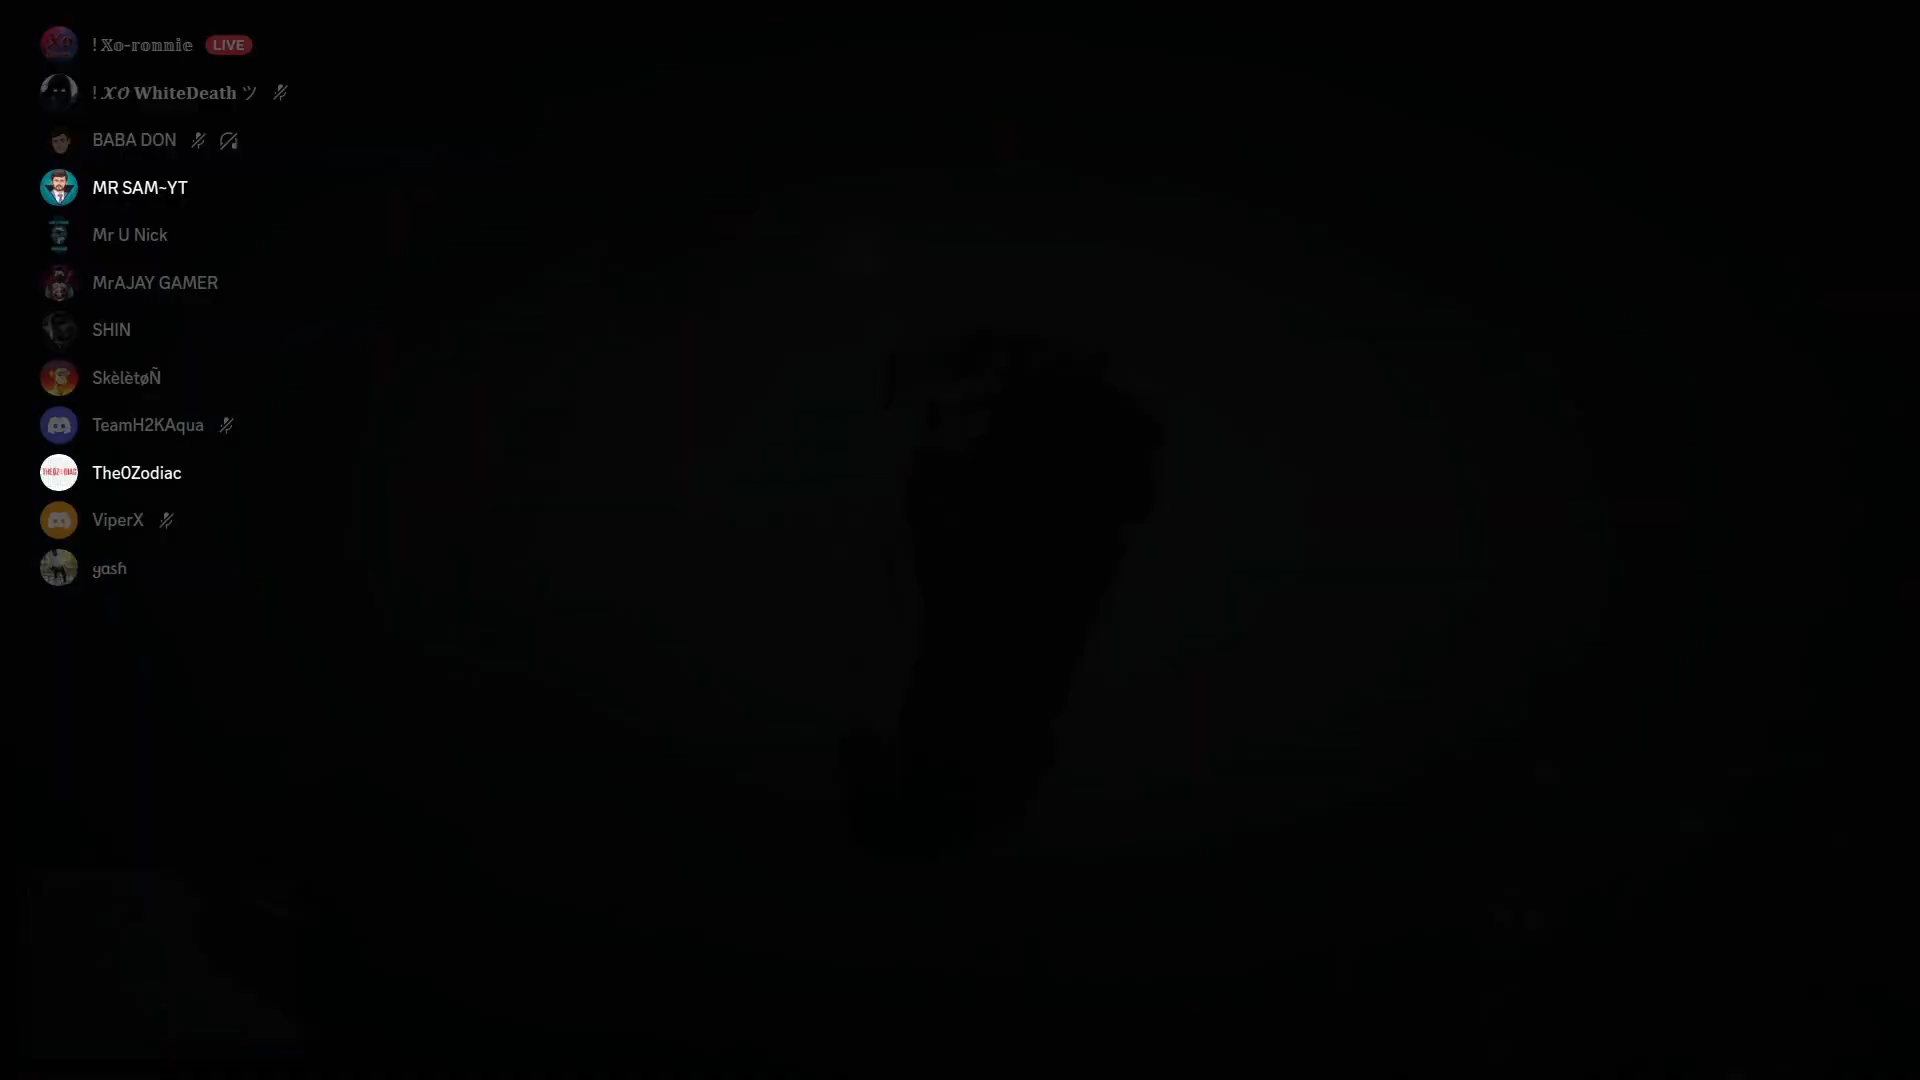 ! 𝕏𝕠-𝕣𝕠𝕟𝕟𝕚𝕖 LIVE
! 𝓧𝓞 𝐖𝐡𝐢𝐭𝐞𝐃𝐞𝐚𝐭𝐡 ツ
BABA DON
MR SAM~YT
Mr U Nick
MrAJAY GAMER
SHIN
SkèlètøÑ
TeamH2KAqua
THE0ZODIAC The0Zodiac
ViperX
yash